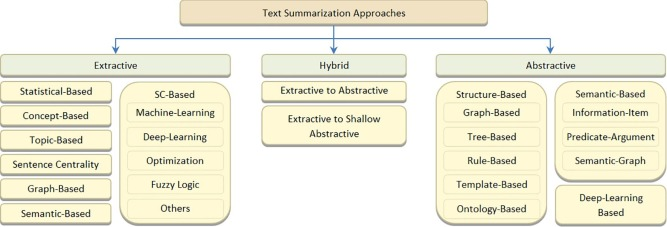 Text Summarization Approaches
Extractive
Statistical-Based
Concept-Based
Topic-Based
Sentence Centrality
Graph-Based
Semantic-Based
SC-Based
Machine-Learning
Deep-Learning
Optimization
Fuzzy Logic
Others
Hybrid
Extractive to Abstractive
Extractive to Shallow
Abstractive
Abstractive
Structure-Based
Graph-Based
Tree-Based
Rule-Based
Template-Based
Ontology-Based
Semantic-Based
Information-Item
Predicate-Argument
Semantic-Graph
Deep-Learning
Based